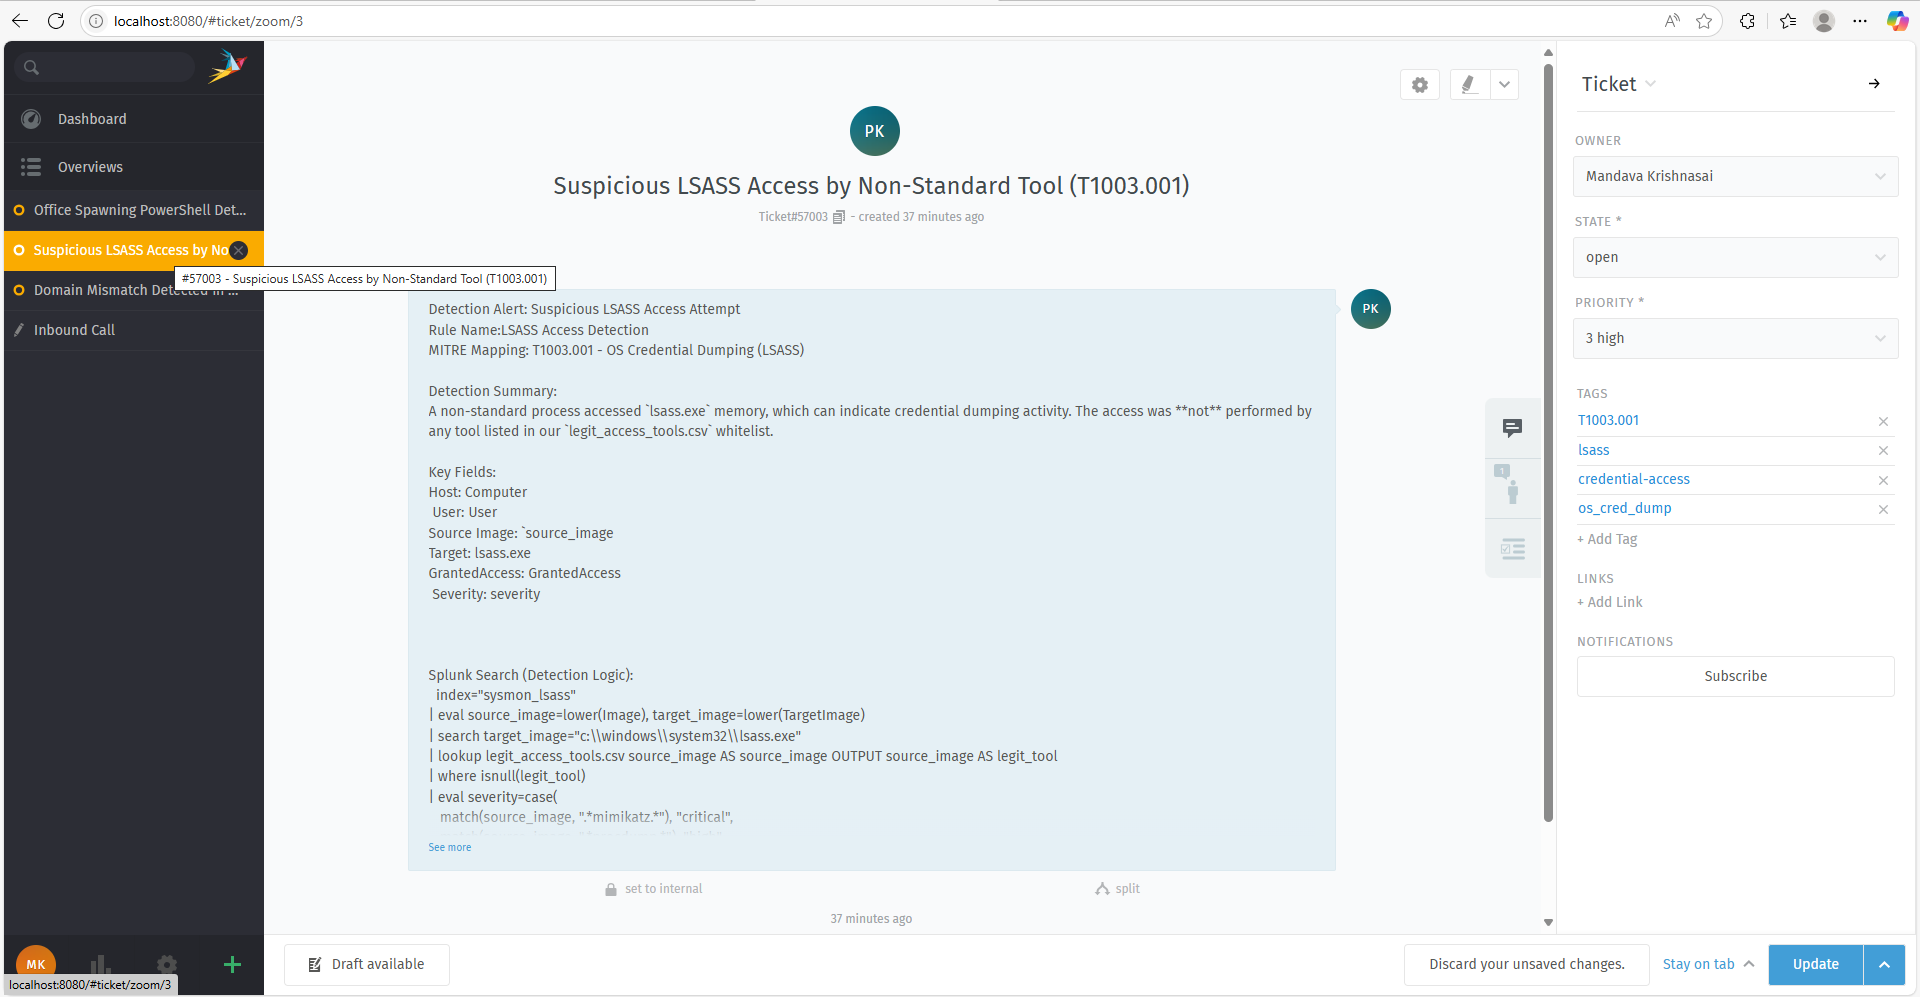 localhost:8080/#ticket/zoom/3
Dashboard
Overviews
Office Spawning PowerShell Det...
Suspicious LSASS Access by No
#57003 - Suspicious LSASS Access by Non-Standard Tool (T1003.001)
Domain Mismatch Detected in ...
Inbound Call
MK
localhost:8080/#ticket/zoom/3
PK
Suspicious LSASS Access by Non-Standard Tool (T1003.001)
Ticket#57003 - created 37 minutes ago
PK
Detection Alert: Suspicious LSASS Access Attempt
Rule Name:LSASS Access Detection
MITRE Mapping: T1003.001 - OS Credential Dumping (LSASS)
Detection Summary:
A non-standard process accessed `lsass.exe` memory, which can indicate credential dumping activity. The access was **not** performed by
any tool listed in our `legit_access_tools.csv` whitelist.
Key Fields:
Host: Computer
User: User
Source Image: `source_image
Target: lsass.exe
GrantedAccess: GrantedAccess
Severity: severity
Splunk Search (Detection Logic):
index="sysmon_lsass"
| eval source_image=lower(Image), target_image=lower(TargetImage)
| search target_image="c:\\windows\\system32\\lsass.exe"
| lookup legit_access_tools.csv source_image AS source_image OUTPUT source_image AS legit_tool
| where isnull(legit_tool)
| eval severity=case(
match(source_image, ".*mimikatz.*"), "critical",
See more
set to internal
split
37 minutes ago
1
Draft available
Discard your unsaved changes.
Stay on tab
Update
Ticket
OWNER
Mandava Krishnasai
STATE *
open
PRIORITY *
3 high
TAGS
T1003.001
lsass
credential-access
os_cred_dump
+ Add Tag
LINKS
+ Add Link
NOTIFICATIONS
Subscribe